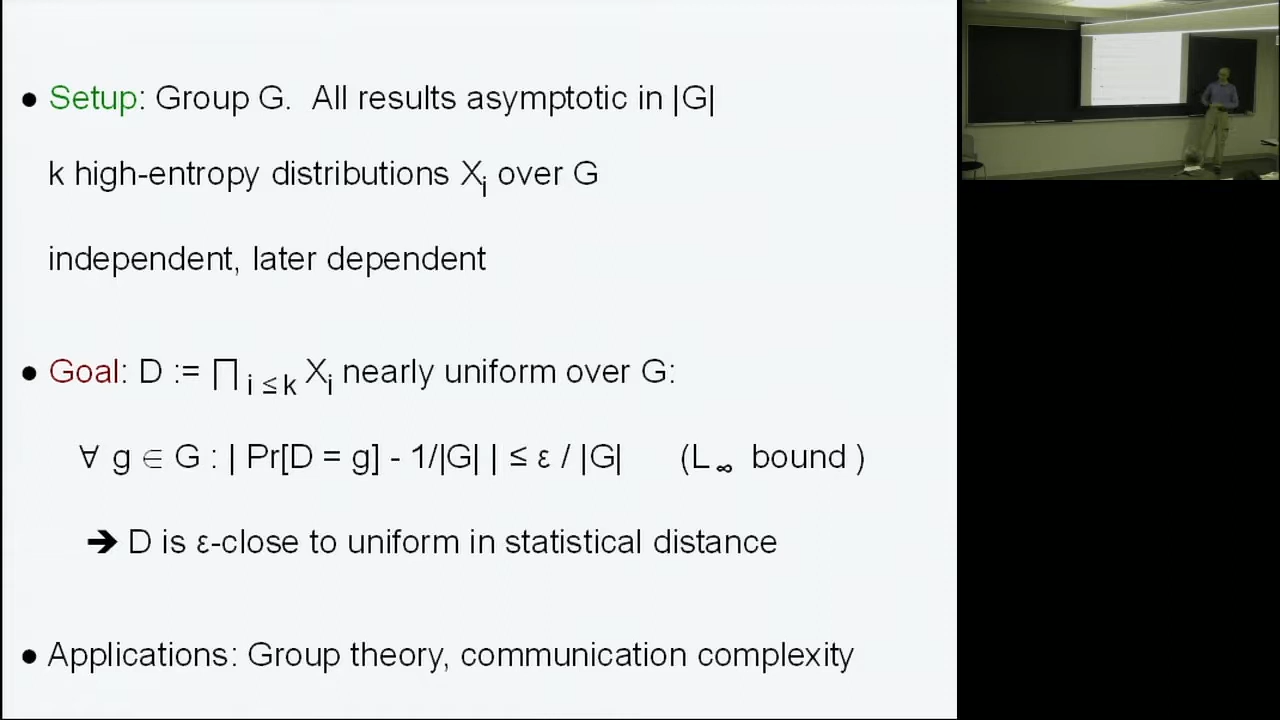 ● Setup: Group G. All results asymptotic in |G|
k high-entropy distributions Xi over G
independent, later dependent
● Goal: D := ∏ i ≤ k Xi nearly uniform over G:
∀ g ∈ G : | Pr[D = g] - 1/|G| | ≤ ε / |G| (L∞ bound )
➔ D is ε-close to uniform in statistical distance
● Applications: Group theory, communication complexity